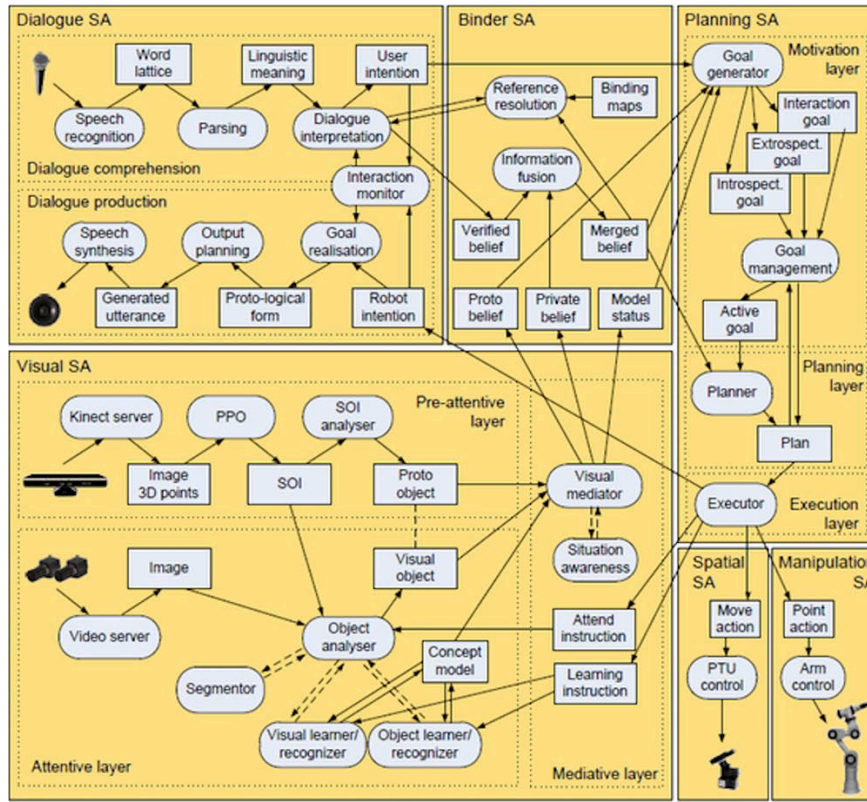 Dialogue SA
Word
lattice
Linguistic
meaning
User
intention
Speech
recognition
Parsing
Dialogue
interpretation
Dialogue comprehension
Interaction
monitor
Dialogue production
Speech
synthesis
Output
planning
Goal
realisation
Generated
utterance
Proto-logical
form
Robot
intention
Binder SA
Reference
resolution
Binding
maps
Information
fusion
Verified
belief
Merged
belief
Proto
belief
Private
belief
Model
status
Planning SA
Goal
generator
Motivation
layer
Interaction
goal
Extrospect.
goal
Introspect.
goal
Goal
management
Active
goal
Planning
layer
Planner
Plan
Executor
Execution
layer
Visual SA
Kinect server
PPO
SOI
analyser
Pre-attentive
layer
Image
3D points
SOI
Proto
object
Visual
mediator
Situation
awareness
Image
Visual
object
Video server
Object
analyser
Attend
instruction
Concept
model
Learning
instruction
Segmentor
Visual learner/
recognizer
Object learner/
recognizer
Attentive layer
Mediative layer
Spatial
SA
Move
action
PTU
control
Manipulation
SA
Point
action
Arm
control